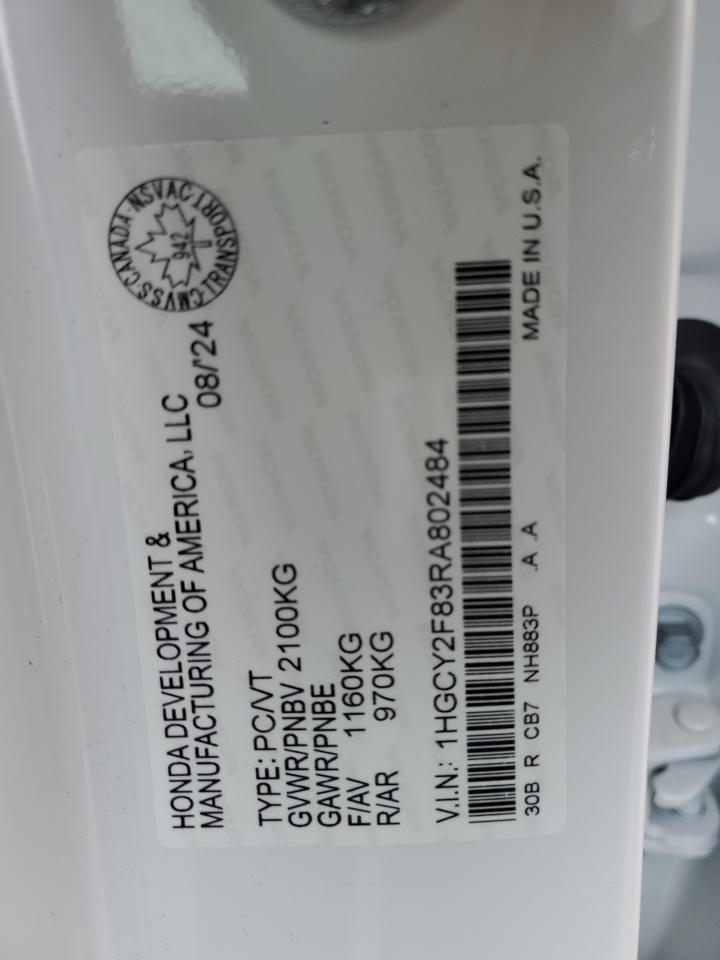 HONDA DEVELOPMENT &
MANUFACTURING OF AMERICA, LLC
08/24
CMVSS·CANADA·NSVAC
TRANSPORT
942
TYPE: PC/VT
GVWR/PNBV 2100KG
GAWR/PNBE
F/AV 1160KG
R/AR 970KG
V.I.N.: 1HGCY2F83RA802484
30B R CB7 NH883P .A .A
MADE IN U.S.A.